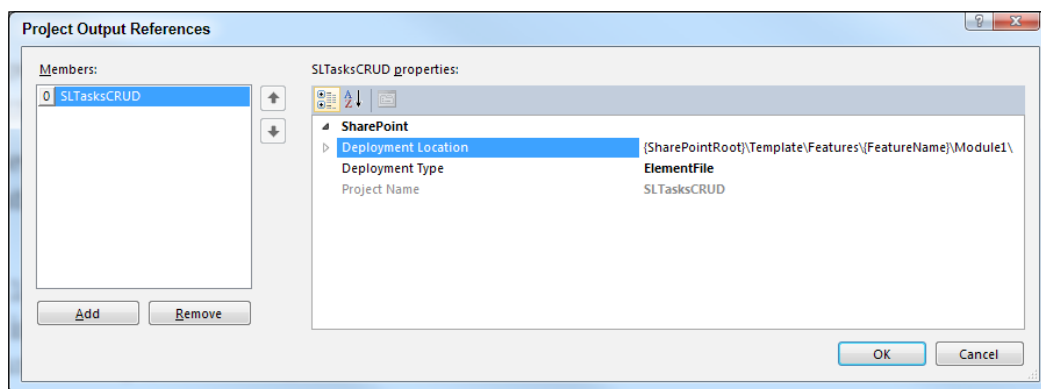 Project Output References
Members:
SLTasksCRUD properties:
0 SLTasksCRUD
SharePoint
Deployment Location {SharePointRoot}\Template\Features\{FeatureName}\Module1\
Deployment Type ElementFile
Project Name SLTasksCRUD
Add Remove
OK Cancel